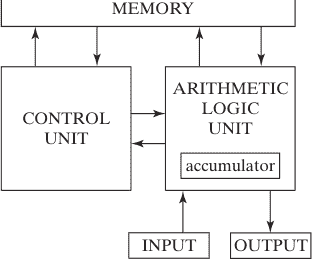 MEMORY
CONTROL
UNIT
ARITHMETIC
LOGIC
UNIT
accumulator
INPUT
OUTPUT